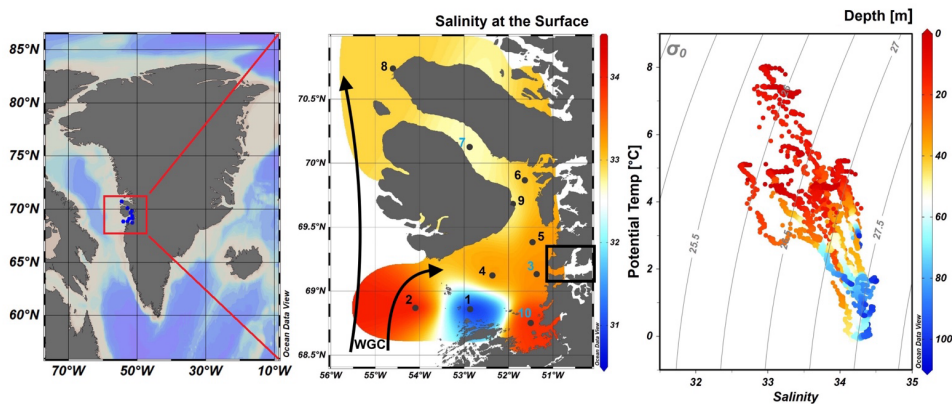 85°N
80°N
75°N
70°N
65°N
60°N
70°W
50°W
30°W
10°W
Ocean Data View
Salinity at the Surface
70.5°N
70°N
69.5°N
69°N
68.5°N
56°W
55°W
54°W
53°W
52°W
51°W
8
7
6
9
5
4
3
2
1
10
WGC
34
33
32
31
Ocean Data View
Depth [m]
σ0
8
6
4
2
0
Potential Temp [°C]
32
33
34
35
Salinity
25.5
27
27.5
0
20
40
60
80
100
Ocean Data View